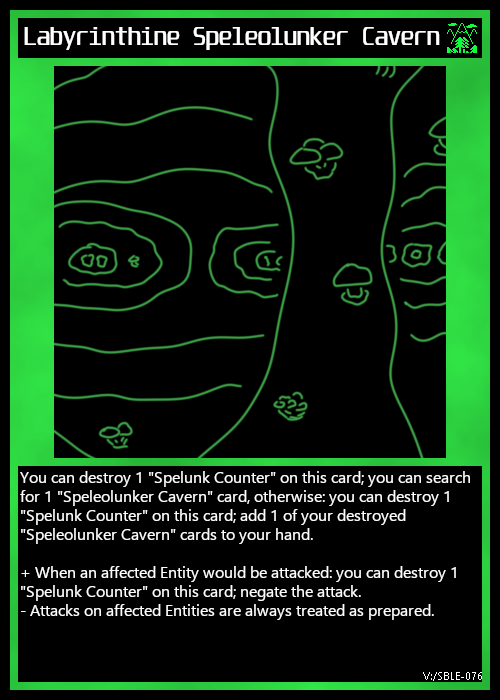 Labyrinthine Speleolunker Cavern
You can destroy 1 "Spelunk Counter" on this card; you can search
for 1 "Speleolunker Cavern" card, otherwise: you can destroy 1
"Spelunk Counter" on this card; add 1 of your destroyed
"Speleolunker Cavern" cards to your hand.
+ When an affected Entity would be attacked: you can destroy 1
"Spelunk Counter" on this card; negate the attack.
- Attacks on affected Entities are always treated as prepared.
V:/SBLE-076